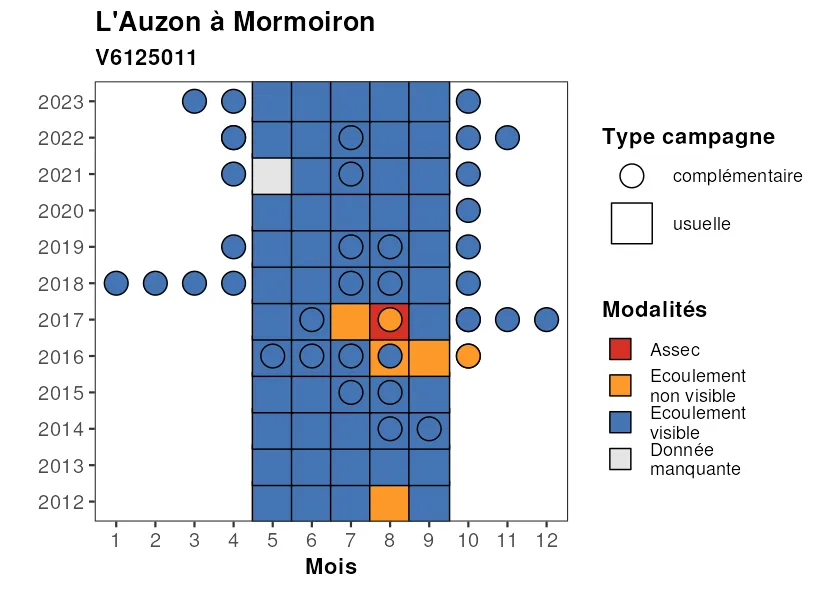 L'Auzon à Mormoiron
V6125011
2023
2022
2021
2020
2019
2018
2017
2016
2015
2014
2013
2012
1 2 3 4 5 6 7 8 9 10 11 12
Mois
Type campagne
complémentaire
usuelle
Modalités
Assec
Ecoulement
non visible
Ecoulement
visible
Donnée
manquante